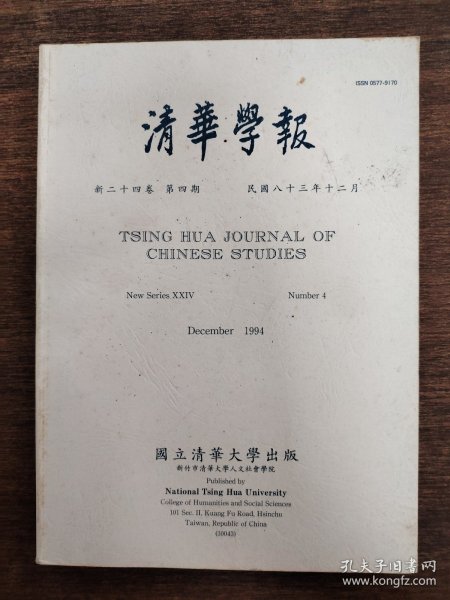 ISSN 0577-9170
清華學報
新二十四卷 第四期 民國八十三年十二月
TSING HUA JOURNAL OF
CHINESE STUDIES
New Series XXIV Number 4
December 1994
國立清華大學出版
新竹市清華大學人文社會學院
Published by
National Tsing Hua University
College of Humanities and Social Sciences
101 Sec. II, Kuang Fu Road, Hsinchu
Taiwan, Republic of China
(30043)
孔夫子旧书网
www.kongfz.com